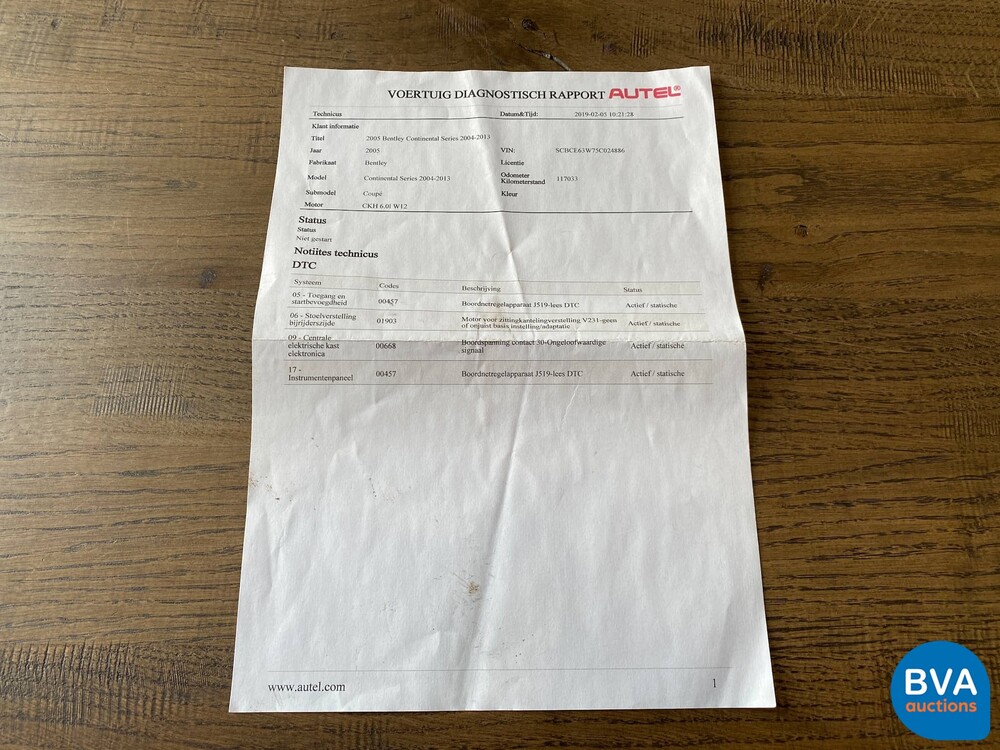 VOERTUIG DIAGNOSTISCH RAPPORT AUTEL®
Technicus Datum&Tijd: 2019-02-05 10:21:28
Klant informatie
Titel 2005 Bentley Continental Series 2004-2013
Jaar 2005 VIN: SCBCE63W75C024886
Fabrikaat Bentley Licentie
Model Continental Series 2004-2013 Odometer Kilometerstand 117033
Submodel Coupe Kleur
Motor CKH 6.0l W12
Status
Status
Niet gestart
Notiites technicus
DTC
Systeem Codes Beschrijving Status
05 - Toegang en
startbevoegdheid 00457 Boordnetregelapparaat J519-lees DTC Actief / statische
06 - Stoelverstelling
bijrijderszijde 01903 Motor voor zittingkantelingverstelling V231-geen
of onjuist basis instelling/adaptatie Actief / statische
09 - Centrale
elektrische kast
elektronica 00668 Boordspanning contact 30-Ongeloofwaardige
signaal Actief / statische
17 -
Instrumentenpaneel 00457 Boordnetregelapparaat J519-lees DTC Actief / statische
www.autel.com 1
BVA
auctions